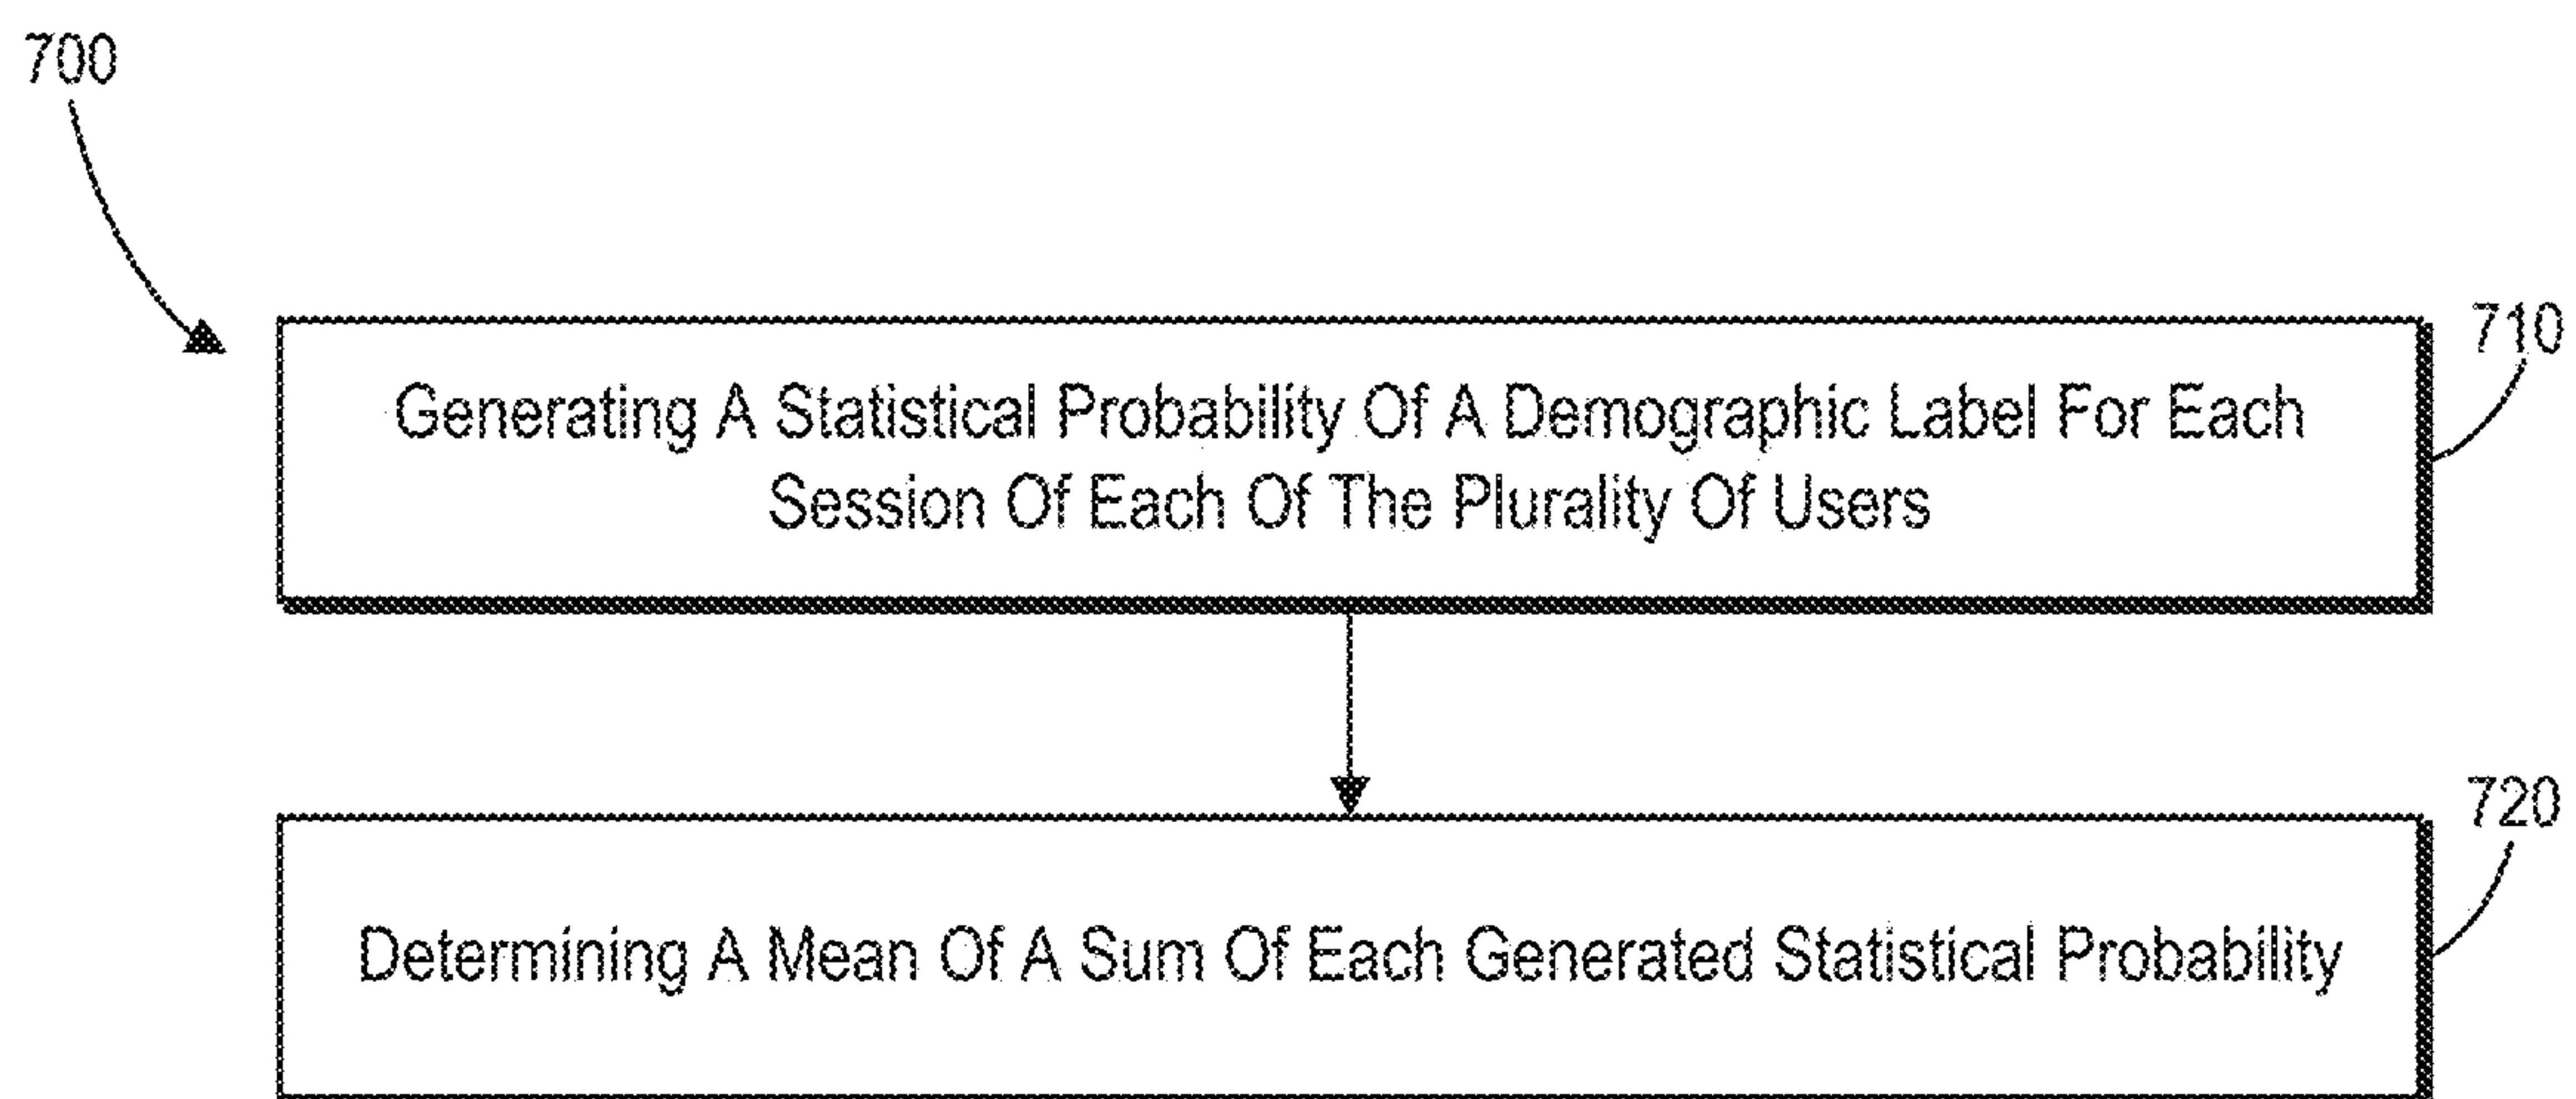 700
710
Generating A Statistical Probability Of A Demographic Label For Each
Session Of Each Of The Plurality Of Users
720
Determining A Mean Of A Sum Of Each Generated Statistical Probability